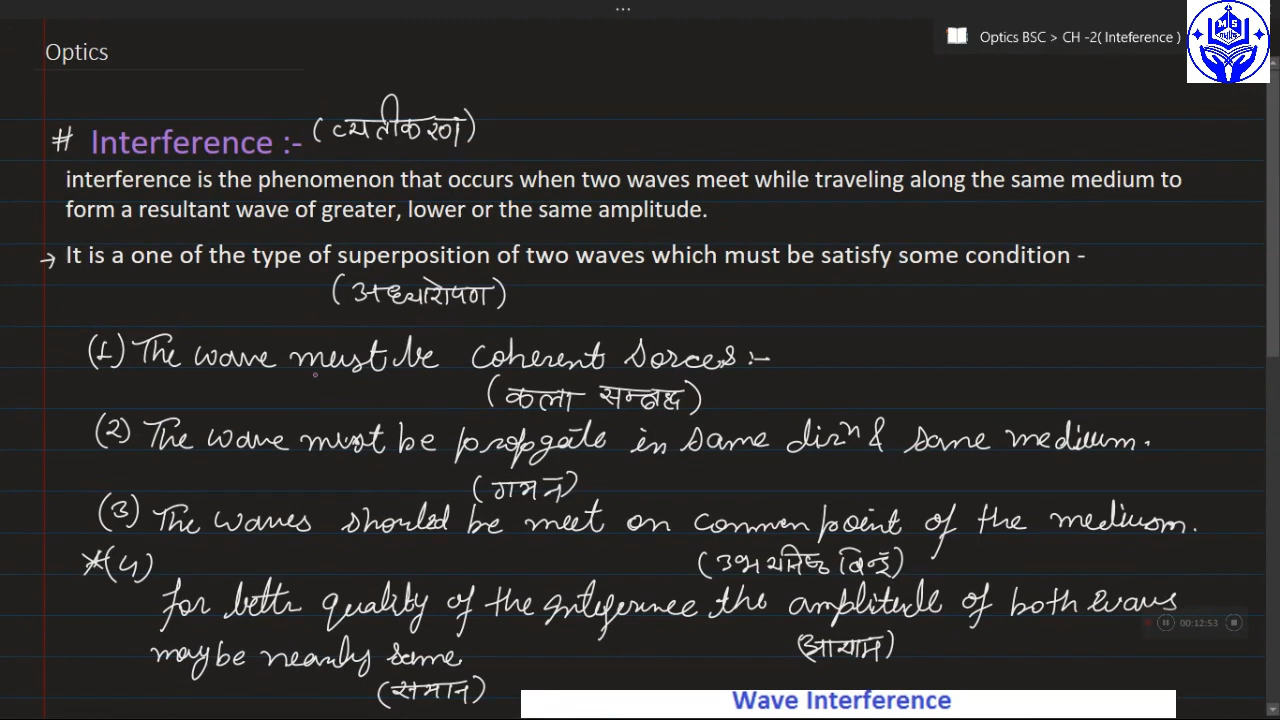 ...
Optics BSC > CH -2( Inteference )
Optics
MS
# Interference :- (व्यतीकरण)
interference is the phenomenon that occurs when two waves meet while traveling along the same medium to
form a resultant wave of greater, lower or the same amplitude.
→ It is a one of the type of superposition of two waves which must be satisfy some condition -
(अध्यारोपण)
(1) The wave must be coherent sorces :-
(कला सम्बद्ध)
(2) The wave must be propgate in same dirⁿ & same medium.
(गमन)
(3) The waves should be meet on common point of the medium.
(उभयनिष्ठ बिन्दु)
*(4)
for bettr quality of the interference the amplitude of both waves
00:12:53
may be nearly same
(आयाम)
(समान)
Wave Interference